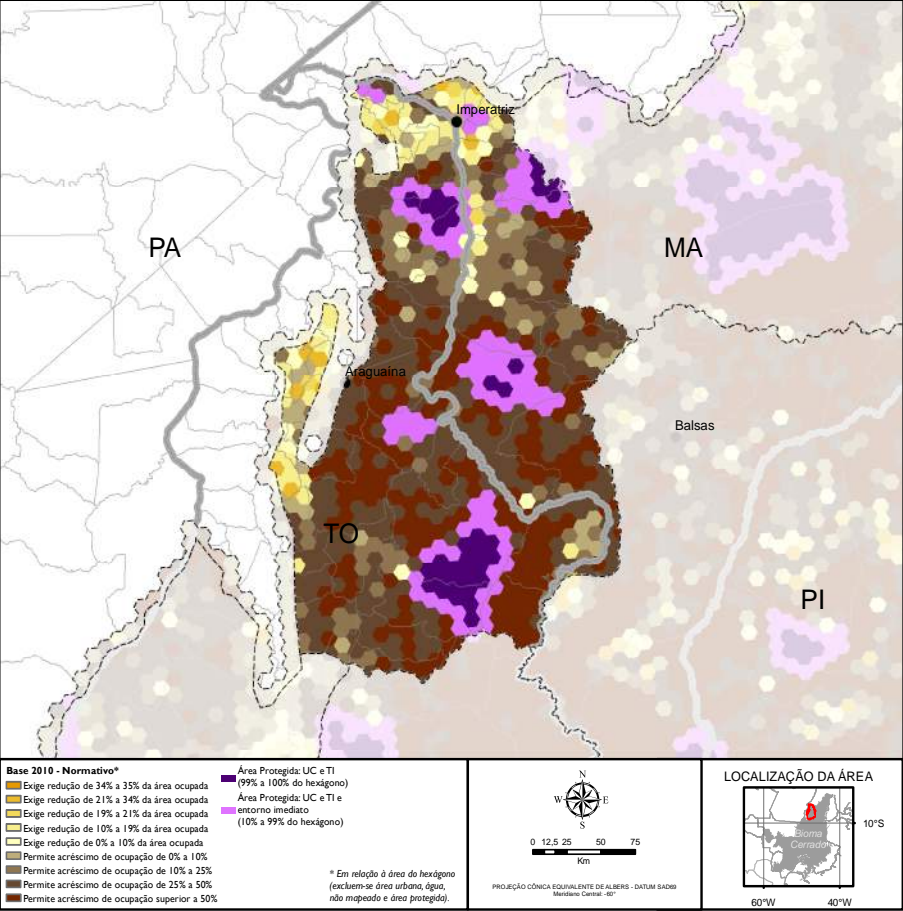 Imperatriz
PA
MA
Araguaína
Balsas
TO
PI
Base 2010 - Normativo*
Exige redução de 34% a 35% da área ocupada
Exige redução de 21% a 34% da área ocupada
Exige redução de 19% a 21% da área ocupada
Exige redução de 10% a 19% da área ocupada
Exige redução de 0% a 10% da área ocupada
Permite acréscimo de ocupação de 0% a 10%
Permite acréscimo de ocupação de 10% a 25%
Permite acréscimo de ocupação de 25% a 50%
Permite acréscimo de ocupação superior a 50%
Área Protegida: UC e TI
(99% a 100% do hexágono)
Área Protegida: UC e TI e
entorno imediato
(10% a 99% do hexágono)
* Em relação à área do hexágono
(excluem-se área urbana, água,
não mapeado e área protegida).
N
W E
S
0 12,5 25 50 75
Km
PROJEÇÃO CÔNICA EQUIVALENTE DE ALBERS - DATUM SAD69
Meridiano Central: -60°
LOCALIZAÇÃO DA ÁREA
Bioma
Cerrado
10°S
60°W 40°W